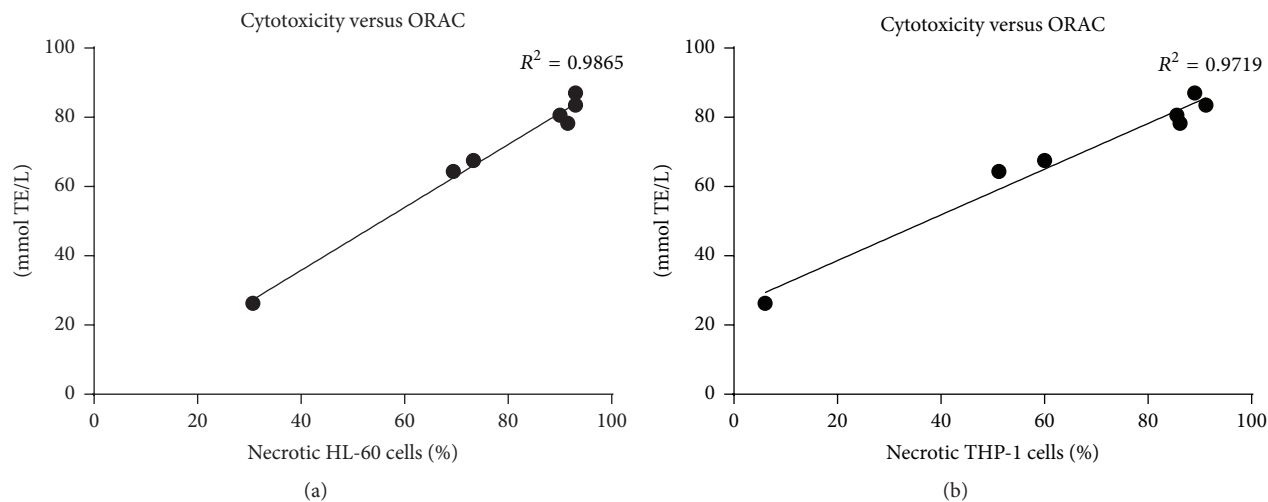 Cytotoxicity versus ORAC
R² = 0.9865
100
80
60
40
20
0
(mmol TE/L)
0 20 40 60 80 100
Necrotic HL-60 cells (%)
(a)
Cytotoxicity versus ORAC
R² = 0.9719
100
80
60
40
20
0
(mmol TE/L)
0 20 40 60 80 100
Necrotic THP-1 cells (%)
(b)